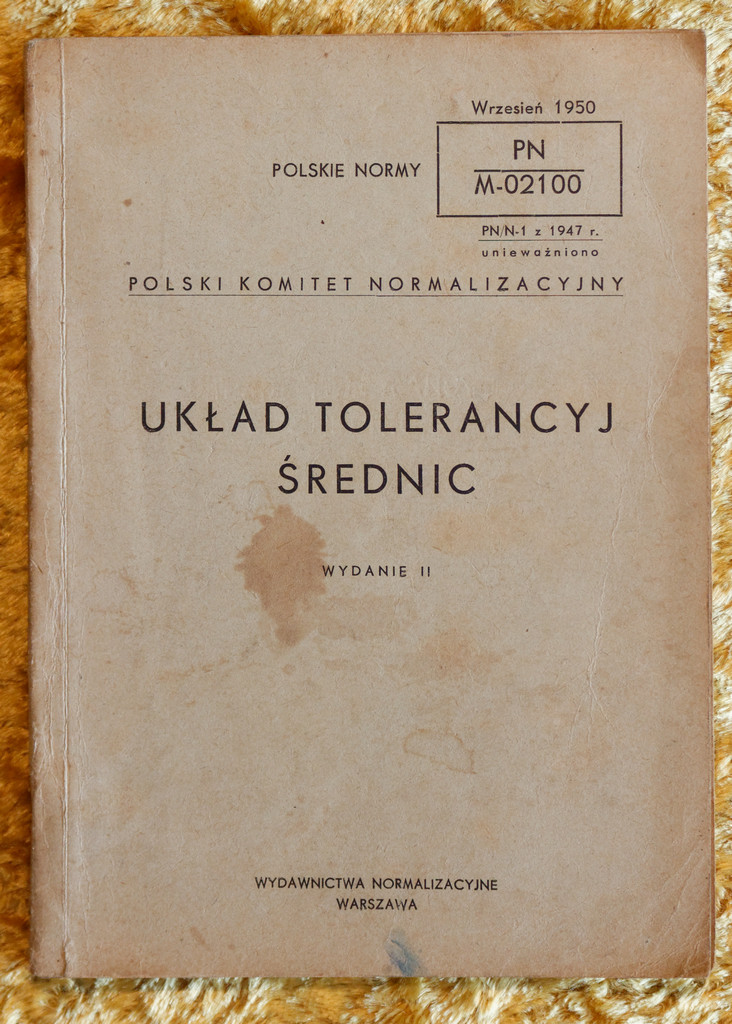 Wrzesień 1950
POLSKIE NORMY
PN
M-02100
PN/N-1 z 1947 r.
unieważniono
POLSKI KOMITET NORMALIZACYJNY
UKŁAD TOLERANCYJ
ŚREDNIC
WYDANIE II
WYDAWNICTWA NORMALIZACYJNE
WARSZAWA